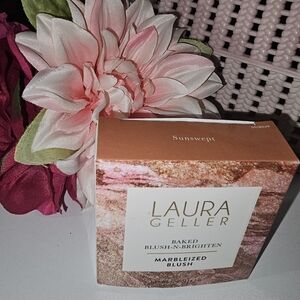 Sunswept
LAURA
GELLER
BAKED
BLUSH-N-BRIGHTEN
MARBLEIZED
BLUSH